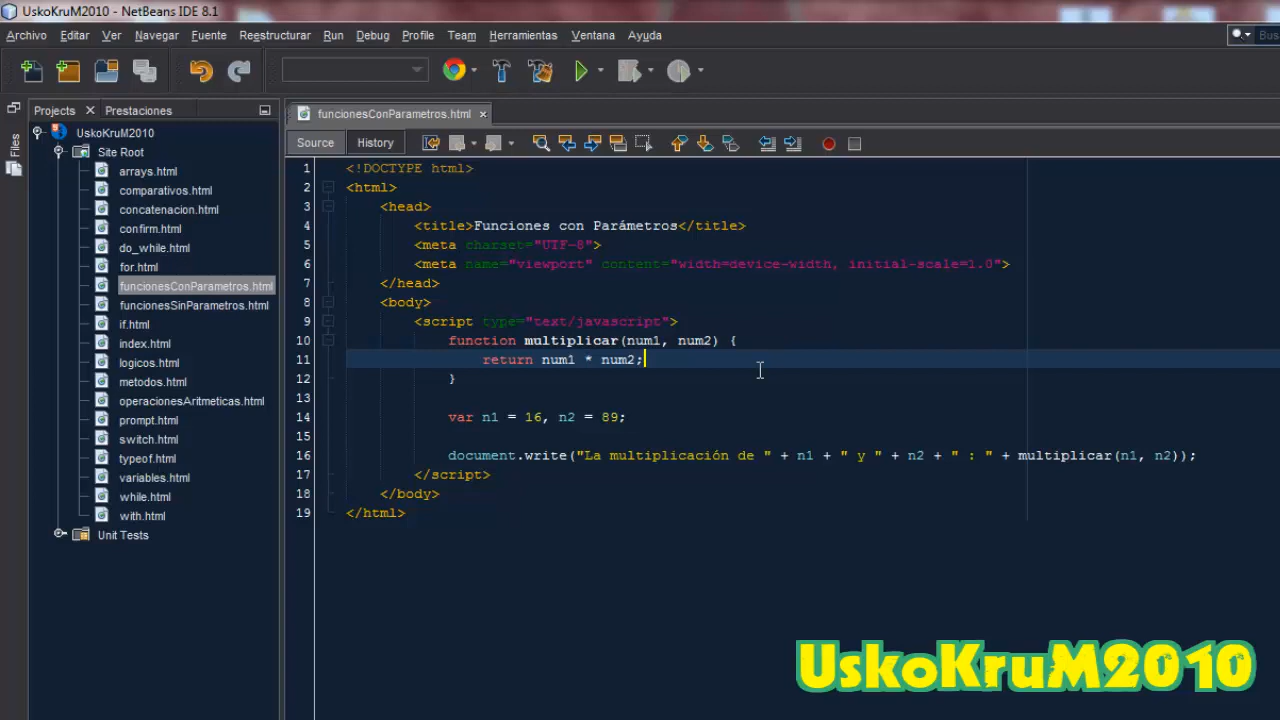 UskoKruM2010 - NetBeans IDE 8.1
Archivo Editar Ver Navegar Fuente Reestructurar Run Debug Profile Team Herramientas Ventana Ayuda
Bus
Projects Prestaciones
Files
UskoKruM2010
Site Root
arrays.html
comparativos.html
concatenacion.html
confirm.html
do_while.html
for.html
funcionesConParametros.html
funcionesSinParametros.html
if.html
index.html
logicos.html
metodos.html
operacionesAritmeticas.html
prompt.html
switch.html
typeof.html
variables.html
while.html
with.html
Unit Tests
funcionesConParametros.html
Source History
1 <!DOCTYPE html>
2 <html>
3 <head>
4 <title>Funciones con Parámetros</title>
5 <meta charset="UTF-8">
6 <meta name="viewport" content="width=device-width, initial-scale=1.0">
7 </head>
8 <body>
9 <script type="text/javascript">
10 function multiplicar(num1, num2) {
11 return num1 * num2;
12 }
13
14 var n1 = 16, n2 = 89;
15
16 document.write("La multiplicación de " + n1 + " y " + n2 + " : " + multiplicar(n1, n2));
17 </script>
18 </body>
19 </html>
UskoKruM2010